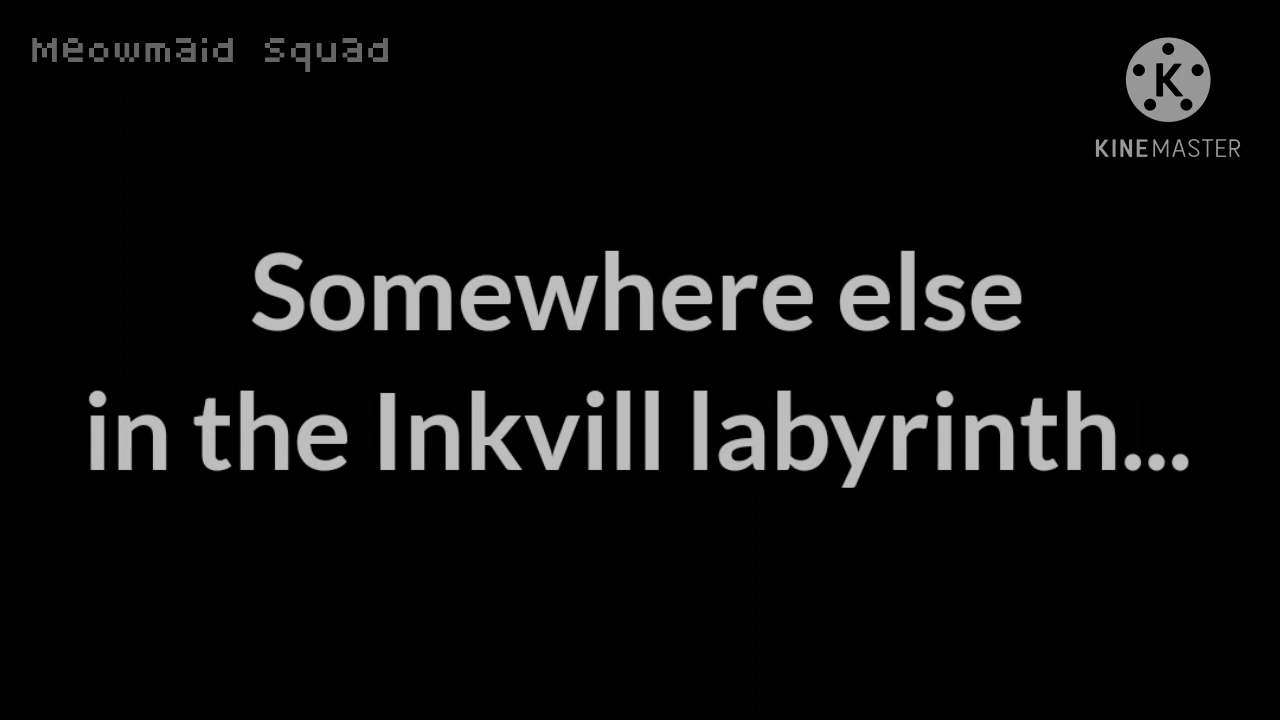 Meowmaid Squad
K
KINEMASTER
Somewhere else
in the Inkvill labyrinth...